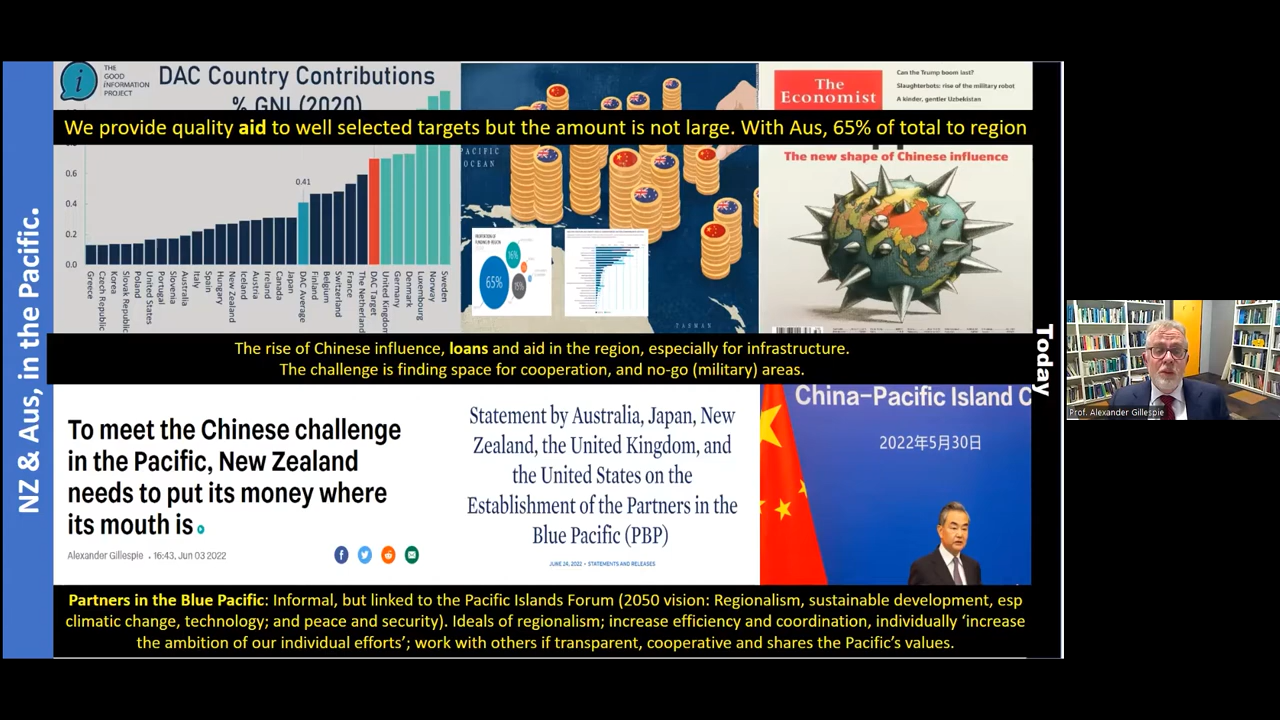 NZ & Aus, in the Pacific.
THE
GOOD
INFORMATION
PROJECT
DAC Country Contributions
% GNI (2020)
We provide quality aid to well selected targets but the amount is not large. With Aus, 65% of total to region
0.6
0.4
0.2
0.0
0.41
Greece
Czech Republic
Korea
Slovak Republic
Poland
United States
Portugal
Slovenia
Australia
Italy
Spain
Hungary
New Zealand
Iceland
Austria
Ireland
Canada
Japan
DAC Average
Finland
Belgium
Switzerland
France
The Netherland
DAC Target
United Kingdom
Germany
Denmark
Luxembourg
Norway
Sweden
PACIFIC
OCEAN
65%
16%
15%
TASMAN
The
Economist
Can the Trump boom last?
Slaughterbots: rise of the military robot
A kinder, gentler Uzbekistan
The new shape of Chinese influence
The rise of Chinese influence, loans and aid in the region, especially for infrastructure.
The challenge is finding space for cooperation, and no-go (military) areas.
Today
To meet the Chinese challenge
in the Pacific, New Zealand
needs to put its money where
its mouth is
Alexander Gillespie • 16:43, Jun 03 2022
Statement by Australia, Japan, New
Zealand, the United Kingdom, and
the United States on the
Establishment of the Partners in the
Blue Pacific (PBP)
JUNE 24, 2022 • STATEMENTS AND RELEASES
China-Pacific Island C
2022年5月30日
Partners in the Blue Pacific: Informal, but linked to the Pacific Islands Forum (2050 vision: Regionalism, sustainable development, esp
climatic change, technology; and peace and security). Ideals of regionalism; increase efficiency and coordination, individually ‘increase
the ambition of our individual efforts’; work with others if transparent, cooperative and shares the Pacific’s values.
Prof. Alexander Gillespie